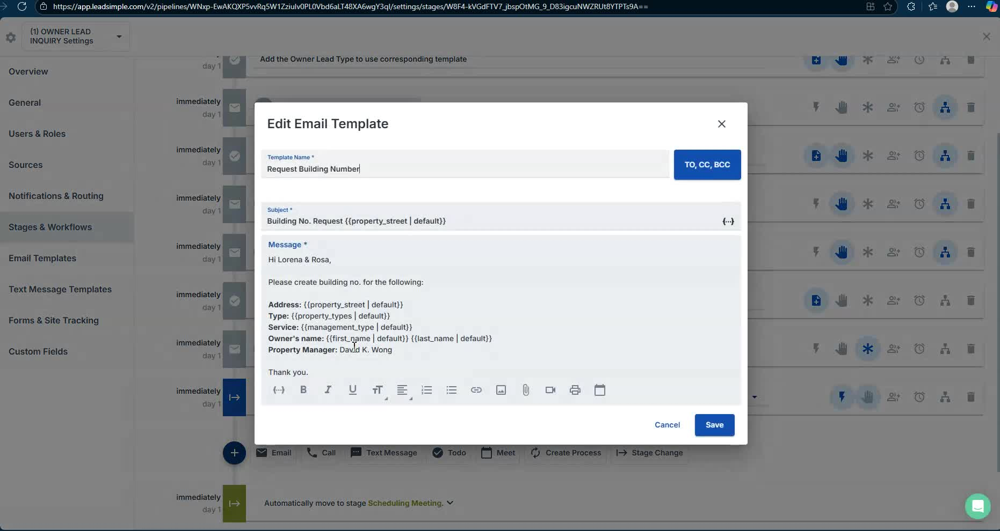 https://app.leadsimple.com/v2/pipelines/WNxp-EwAKQXP5vvRq5W1Zziulv0PL0Vbd6aLT48XA6wgY3ql/settings/stages/W8F4-kVGdFTV7_jbspOtMG_9_D83igcuNWZRUt8YTPTs9A==
(1) OWNER LEAD
INQUIRY Settings
Overview
General
Users & Roles
Sources
Notifications & Routing
Stages & Workflows
Email Templates
Text Message Templates
Forms & Site Tracking
Custom Fields
day 1
Add the Owner Lead Type to use corresponding template
immediately
day 1
immediately
day 1
immediately
day 1
immediately
day 1
immediately
day 1
immediately
day 1
immediately
day 1
Edit Email Template
Template Name *
Request Building Number
TO, CC, BCC
Subject *
Building No. Request {{property_street | default}}
Message *
Hi Lorena & Rosa,
Please create building no. for the following:
Address: {{property_street | default}}
Type: {{property_types | default}}
Service: {{management_type | default}}
Owner's name: {{first_name | default}} {{last_name | default}}
Property Manager: David K. Wong
Thank you.
Cancel
Save
Email
Call
Text Message
Todo
Meet
Create Process
Stage Change
immediately
day 1
Automatically move to stage Scheduling Meeting.